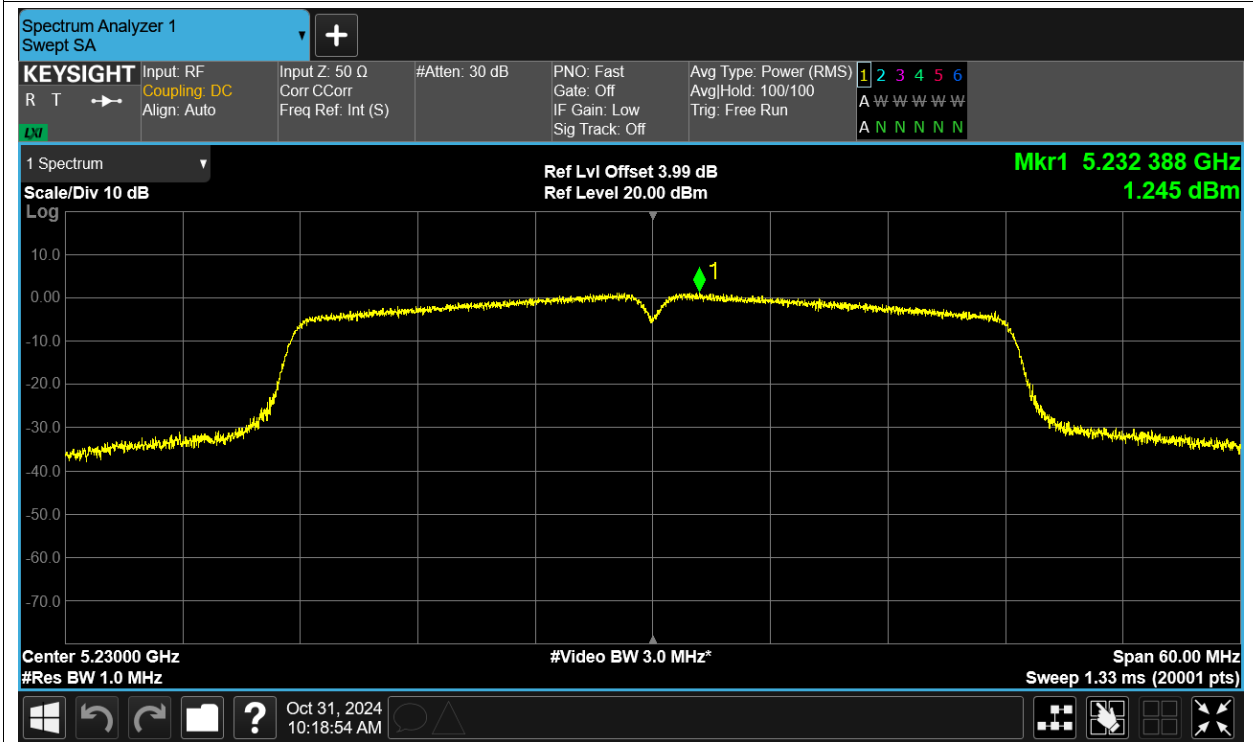 Spectrum Analyzer 1
Swept SA
KEYSIGHT
R T
LXI
Input: RF
Coupling: DC
Align: Auto
Input Z: 50 Ω
Corr CCorr
Freq Ref: Int (S)
#Atten: 30 dB
PNO: Fast
Gate: Off
IF Gain: Low
Sig Track: Off
Avg Type: Power (RMS)
Avg|Hold: 100/100
Trig: Free Run
1 2 3 4 5 6
A W W W W W
A N N N N N
1 Spectrum
Scale/Div 10 dB
Log
Ref Lvl Offset 3.99 dB
Ref Level 20.00 dBm
Mkr1 5.232 388 GHz
1.245 dBm
10.0
0.00
-10.0
-20.0
-30.0
-40.0
-50.0
-60.0
-70.0
1
Center 5.23000 GHz
#Res BW 1.0 MHz
#Video BW 3.0 MHz*
Span 60.00 MHz
Sweep 1.33 ms (20001 pts)
?
Oct 31, 2024
10:18:54 AM